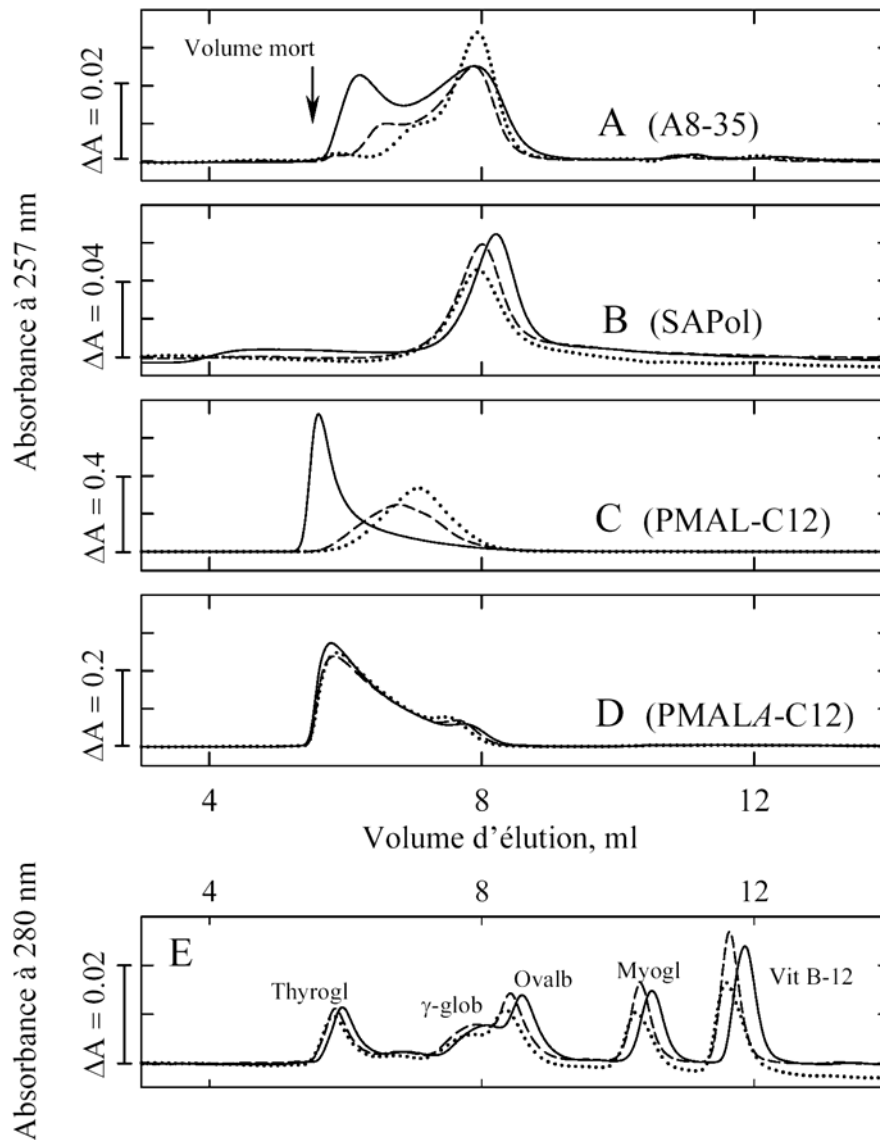 Volume mort
ΔA = 0.02
A (A8-35)
Absorbance à 257 nm
ΔA = 0.04
B (SAPol)
ΔA = 0.4
C (PMAL-C12)
ΔA = 0.2
D (PMALA-C12)
4 8 12
Volume d'élution, ml
4 8 12
Absorbance à 280 nm
ΔA = 0.02
E
Thyrogl
γ-glob
Ovalb
Myogl
Vit B-12